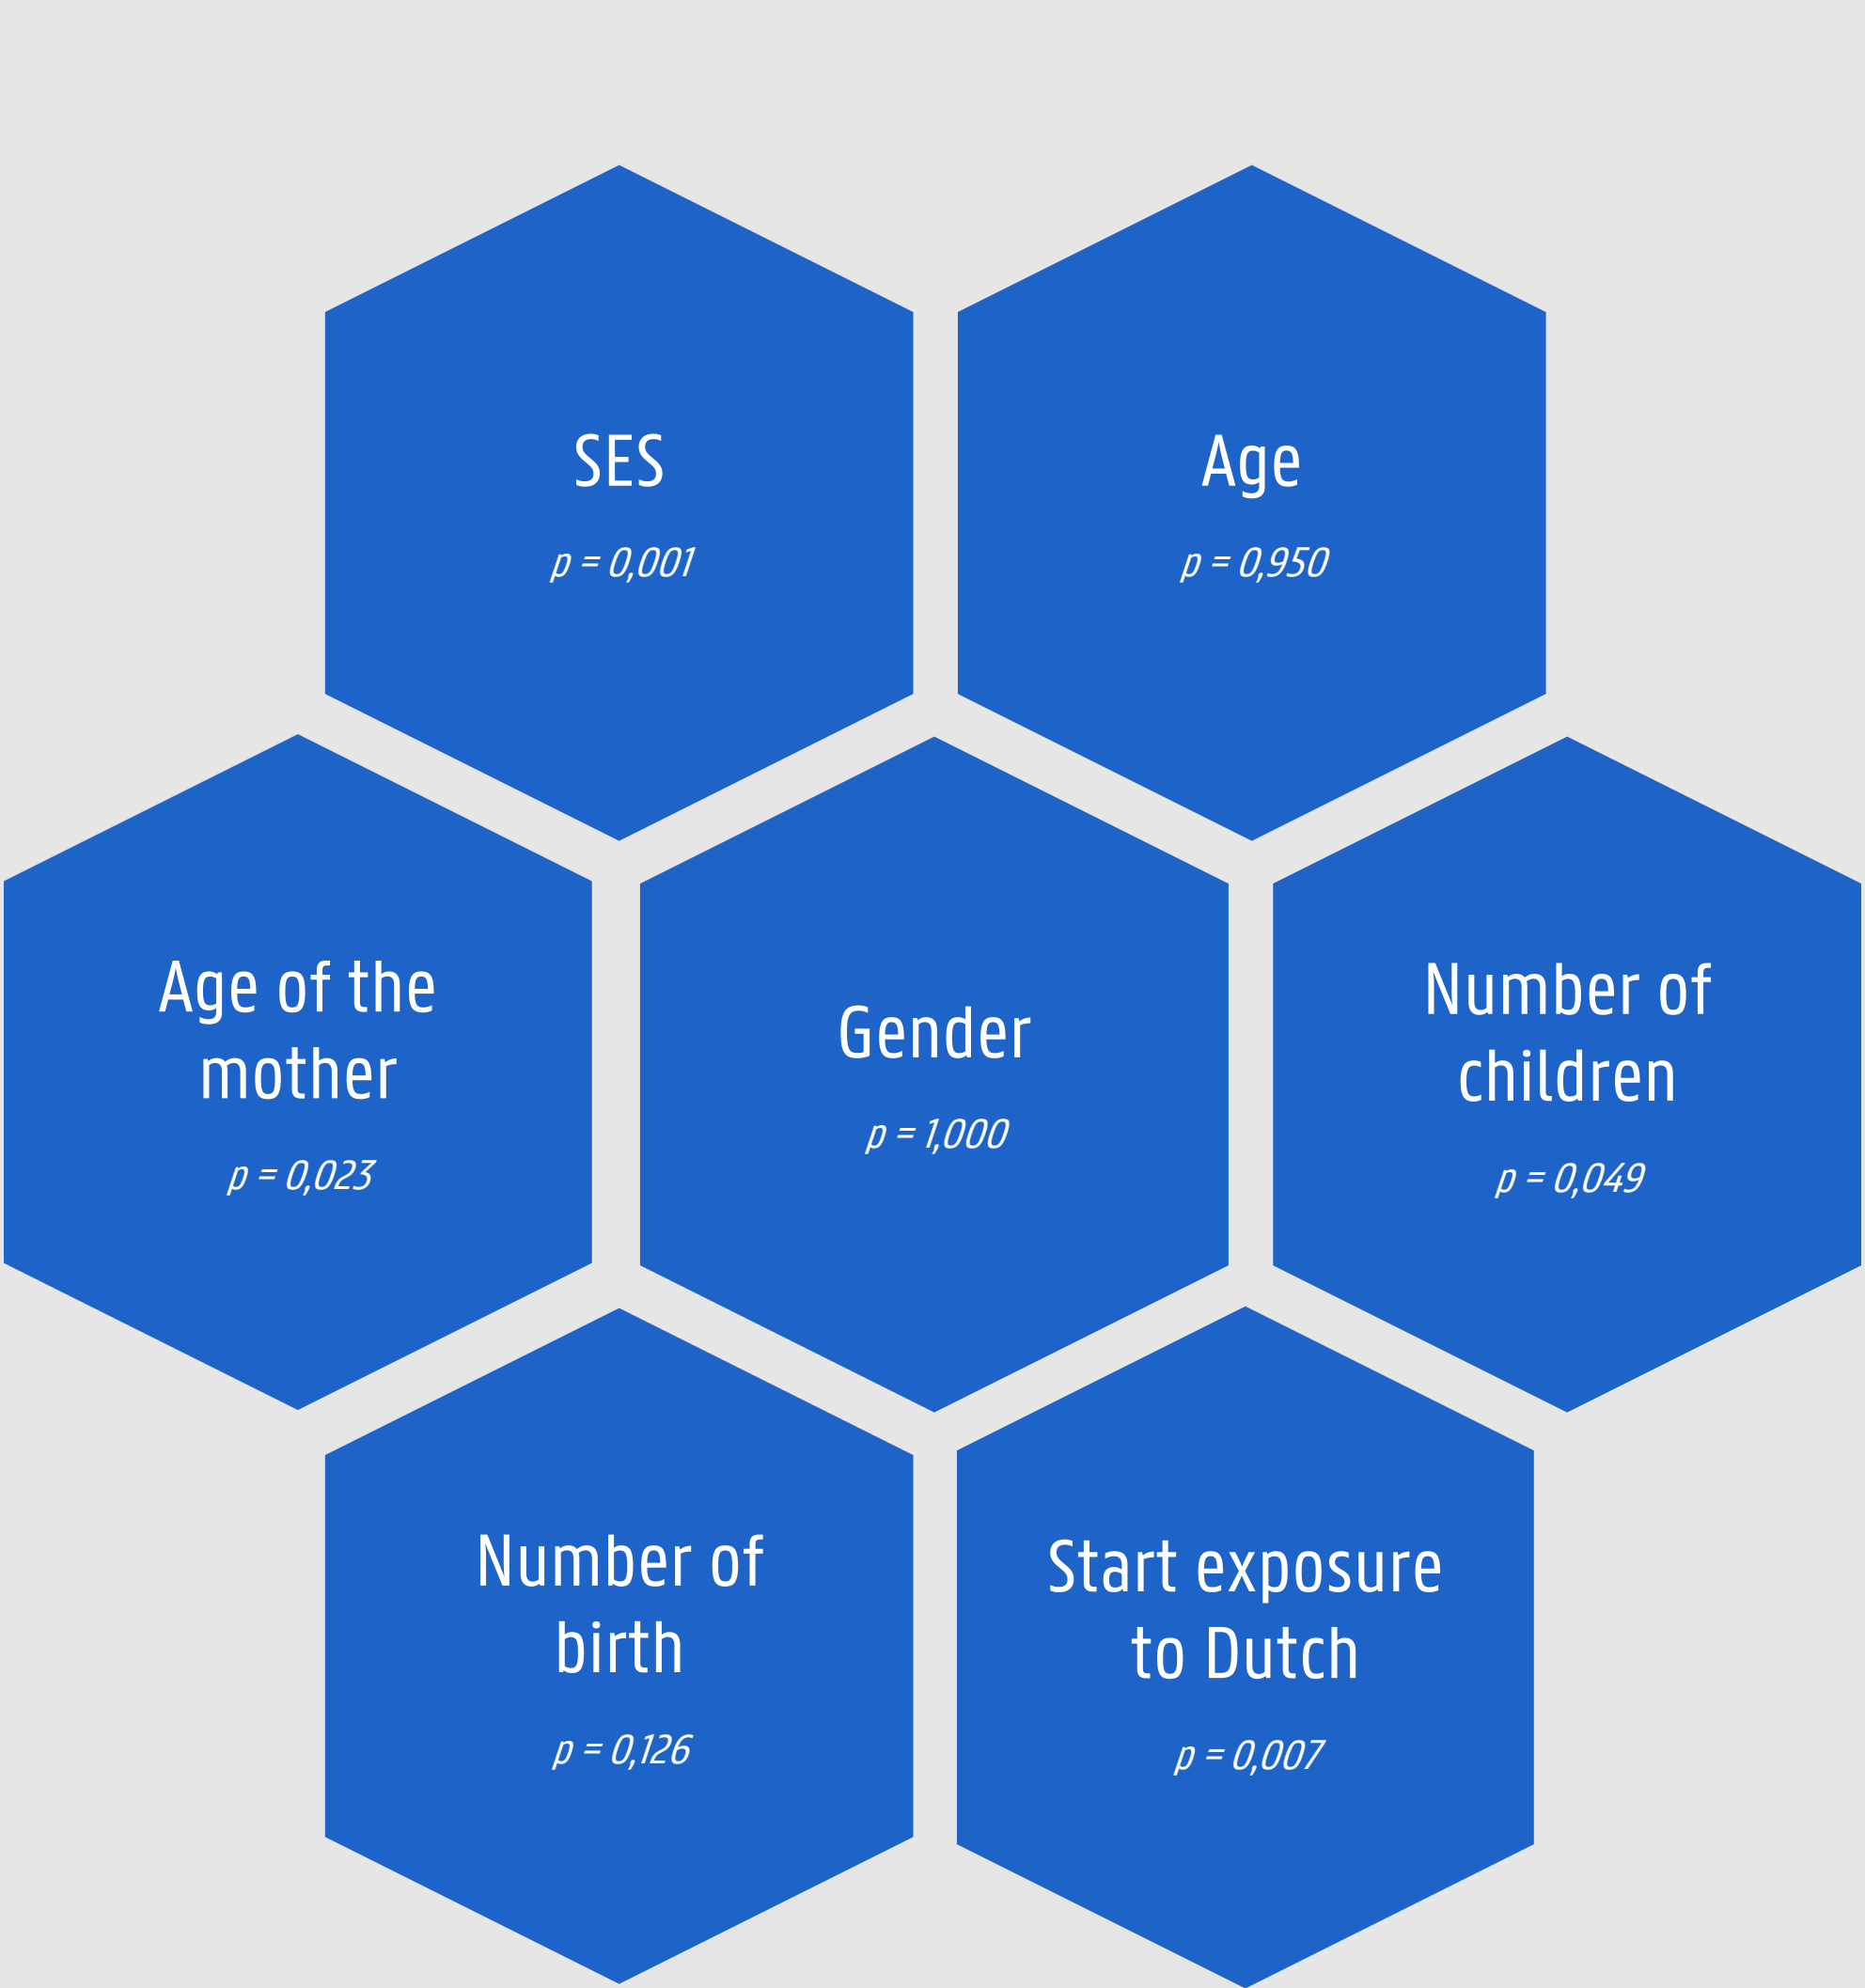 SES
p = 0,001
Age
p = 0,950
Age of the
mother
p = 0,023
Gender
p = 1,000
Number of
children
p = 0,049
Number of
birth
p = 0,126
Start exposure
to Dutch
p = 0,007